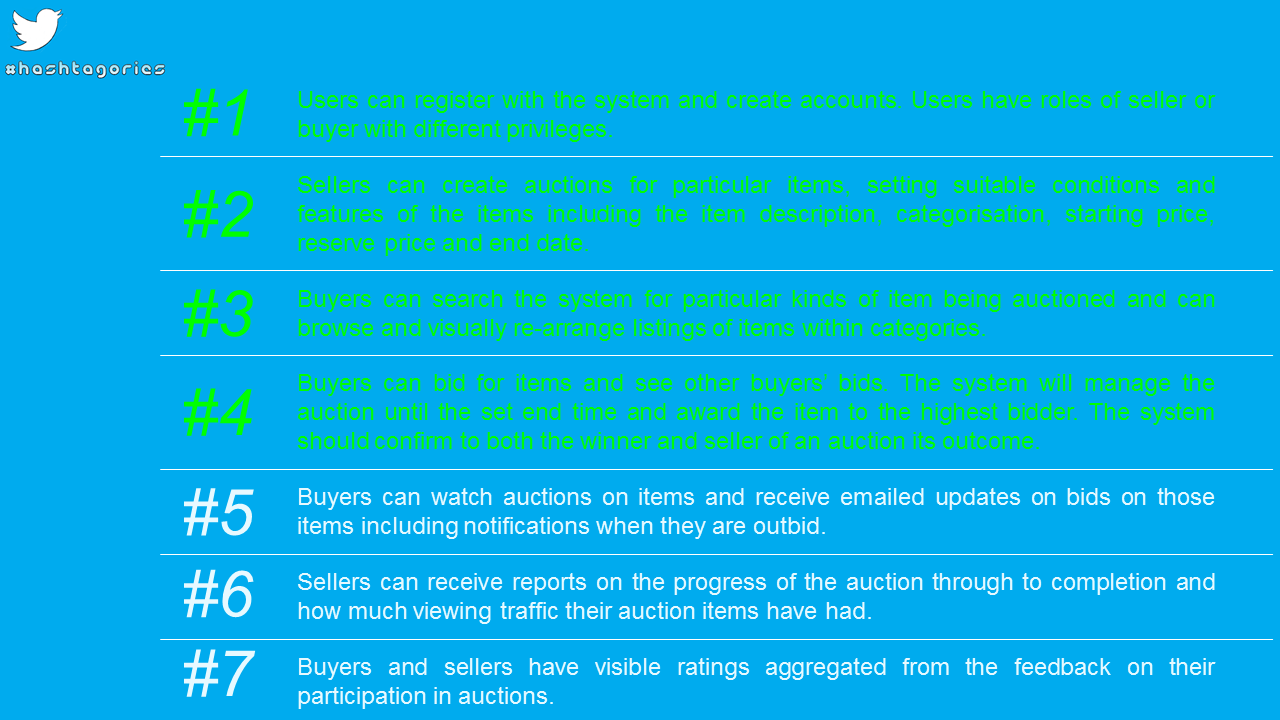 #hashtagories
#1
Users can register with the system and create accounts. Users have roles of seller or
buyer with different privileges.
#2
Sellers can create auctions for particular items, setting suitable conditions and
features of the items including the item description, categorisation, starting price,
reserve price and end date.
#3
Buyers can search the system for particular kinds of item being auctioned and can
browse and visually re-arrange listings of items within categories.
#4
Buyers can bid for items and see other buyers' bids. The system will manage the
auction until the set end time and award the item to the highest bidder. The system
should confirm to both the winner and seller of an auction its outcome.
#5
Buyers can watch auctions on items and receive emailed updates on bids on those
items including notifications when they are outbid.
#6
Sellers can receive reports on the progress of the auction through to completion and
how much viewing traffic their auction items have had.
#7
Buyers and sellers have visible ratings aggregated from the feedback on their
participation in auctions.